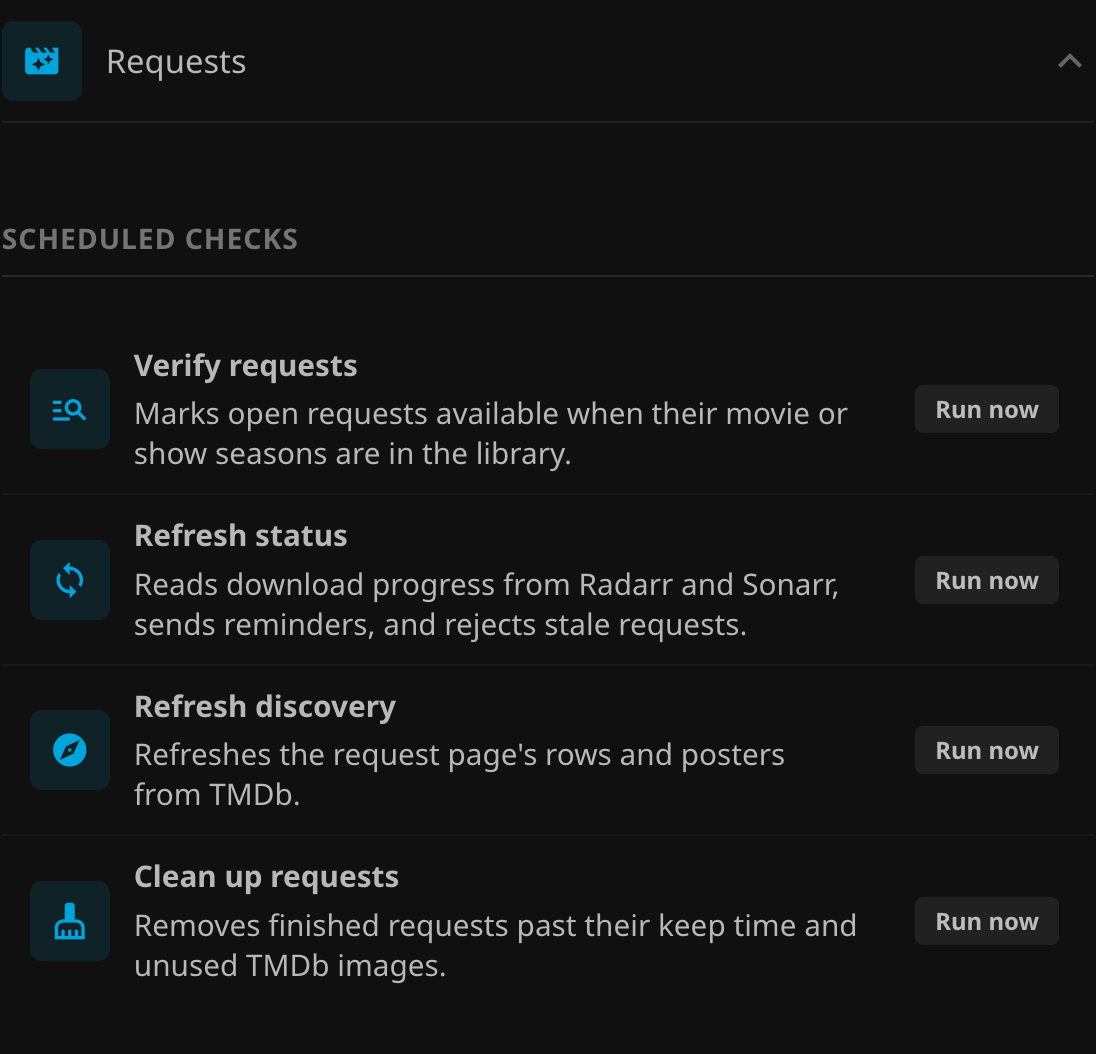 Requests
SCHEDULED CHECKS
Verify requests
Marks open requests available when their movie or
show seasons are in the library.
Run now
Refresh status
Reads download progress from Radarr and Sonarr,
sends reminders, and rejects stale requests.
Run now
Refresh discovery
Refreshes the request page's rows and posters
from TMDb.
Run now
Clean up requests
Removes finished requests past their keep time and
unused TMDb images.
Run now